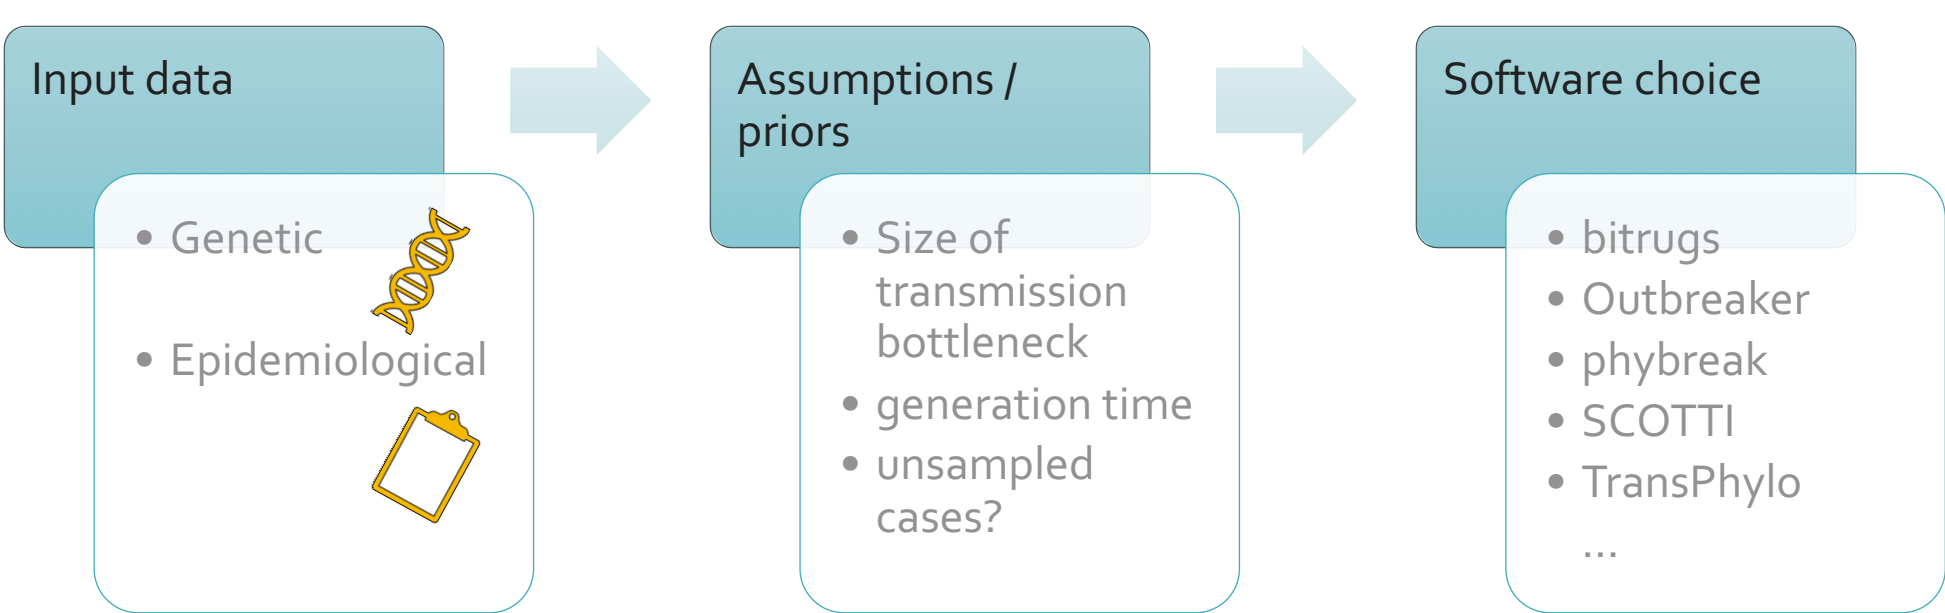 Input data
• Genetic
• Epidemiological
Assumptions /
priors
• Size of
transmission
bottleneck
• generation time
• unsampled
cases?
Software choice
• bitrugs
• Outbreaker
• phybreak
• SCOTTI
• TransPhylo
...